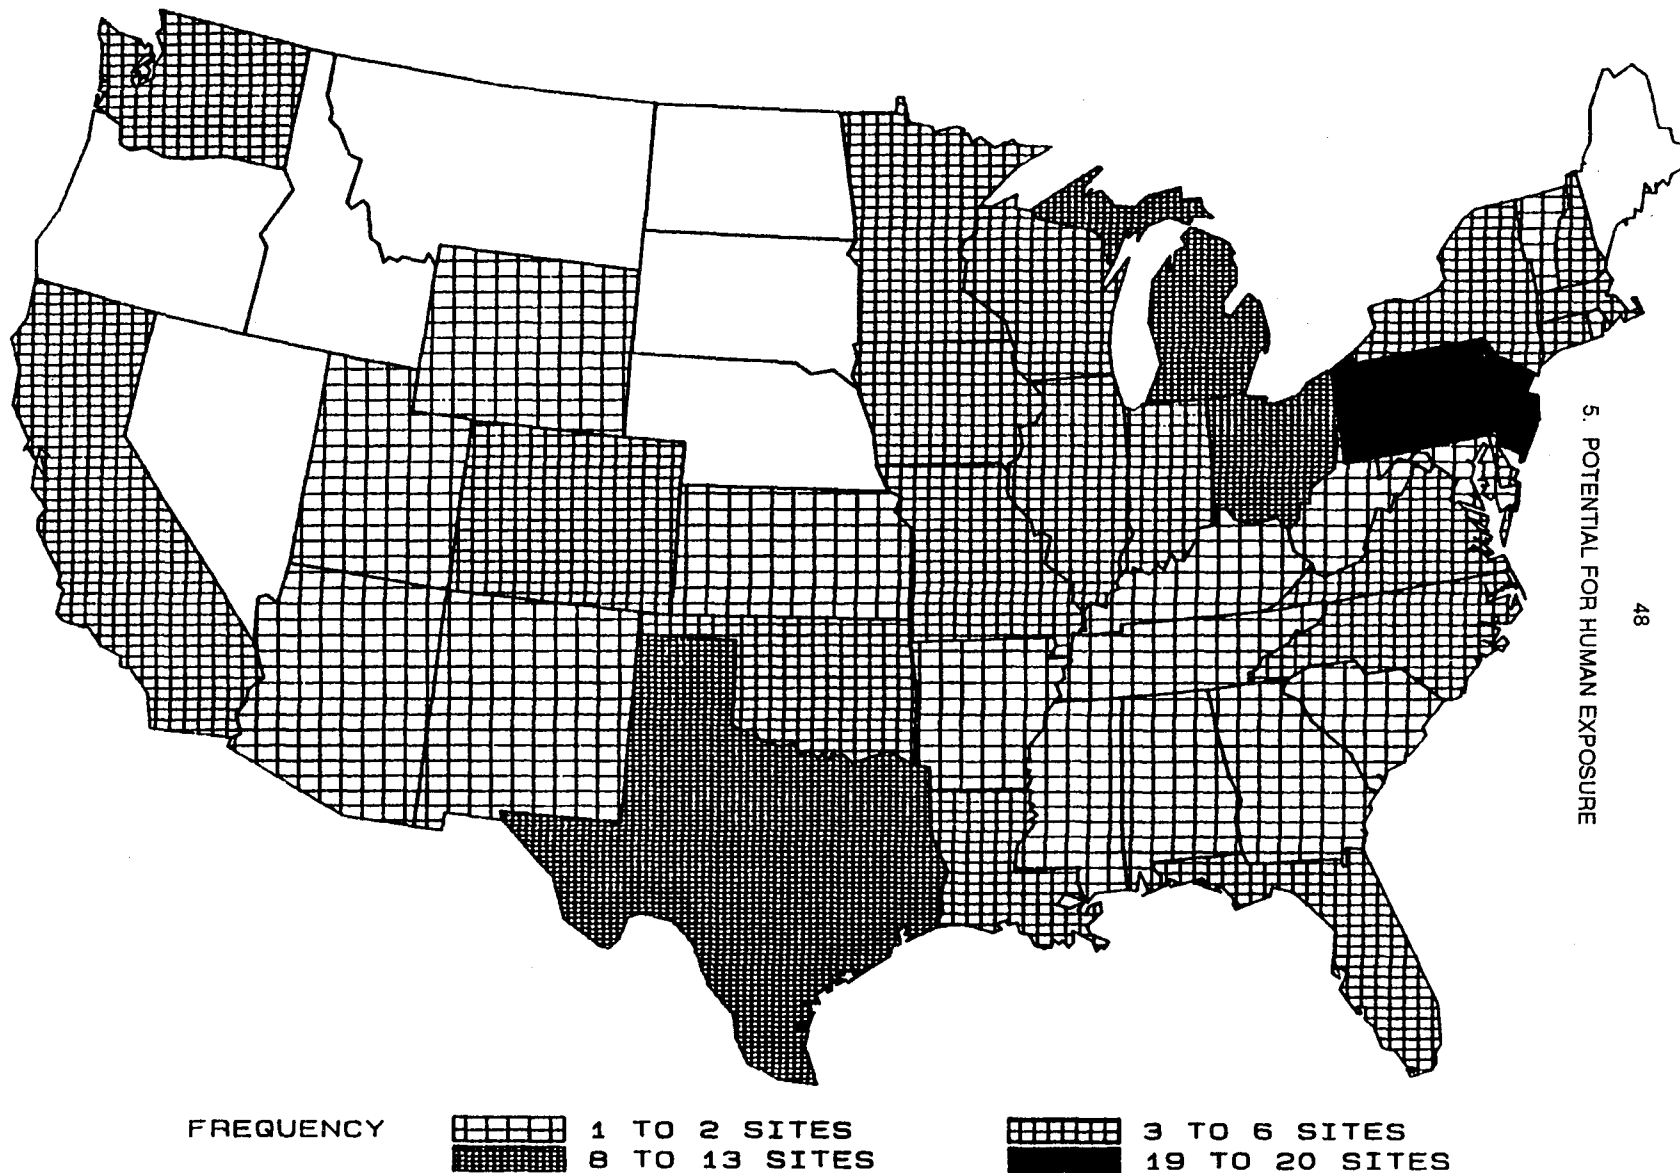 5. POTENTIAL FOR HUMAN EXPOSURE
48
FREQUENCY
1 TO 2 SITES
3 TO 6 SITES
8 TO 13 SITES
19 TO 20 SITES